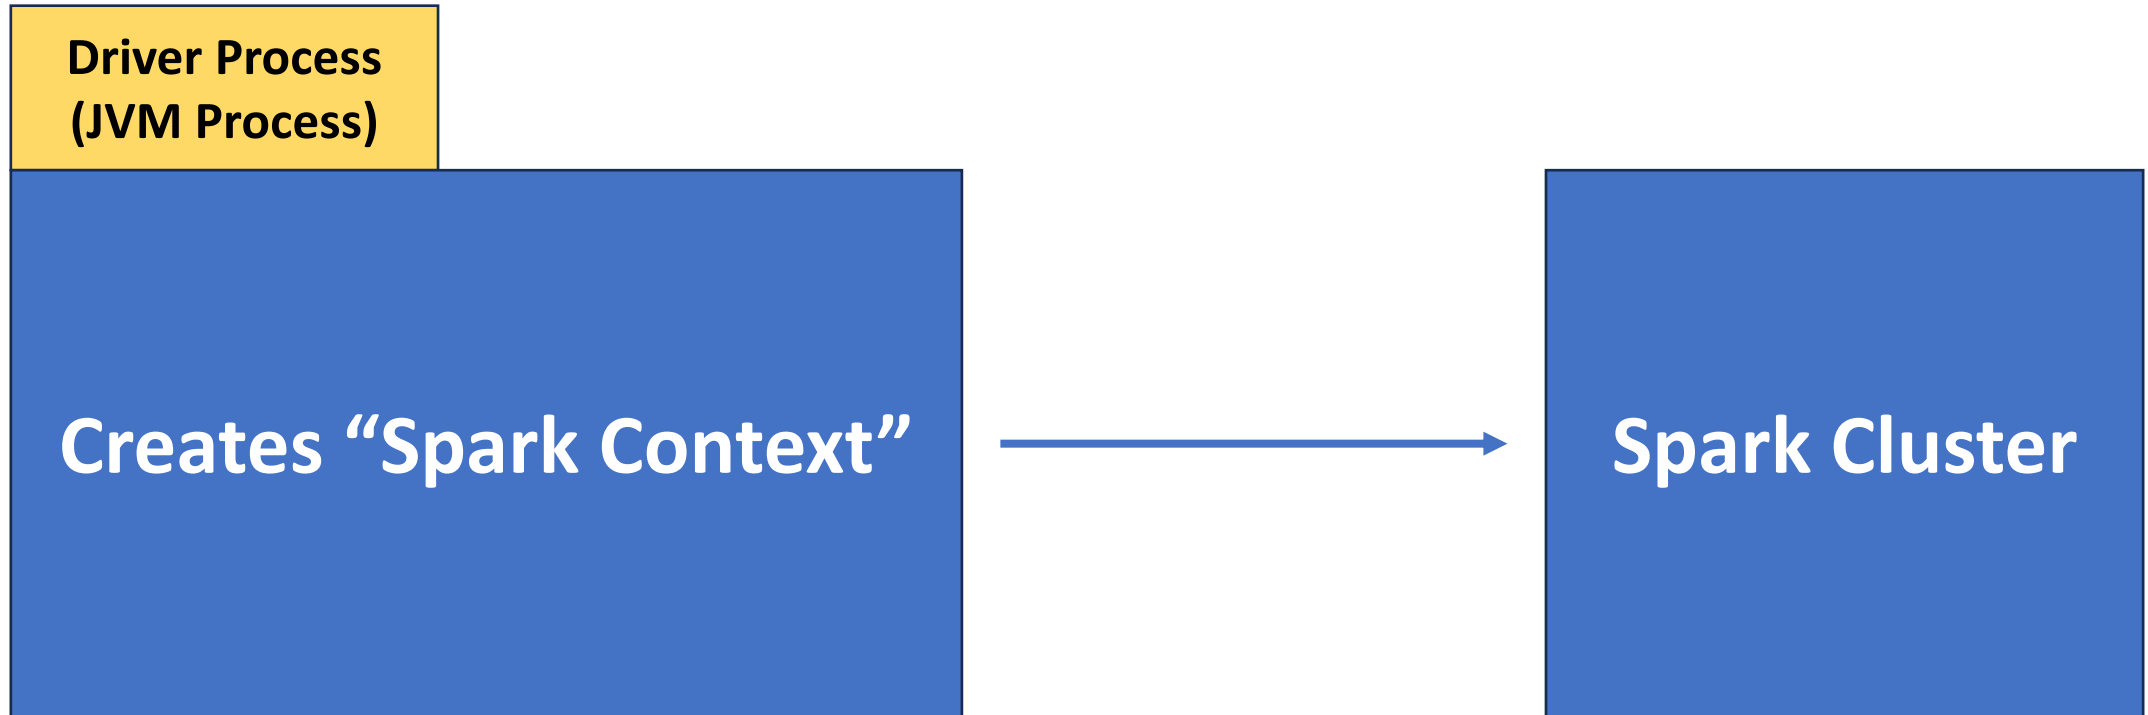 Driver Process
(JVM Process)
Creates “Spark Context”
Spark Cluster